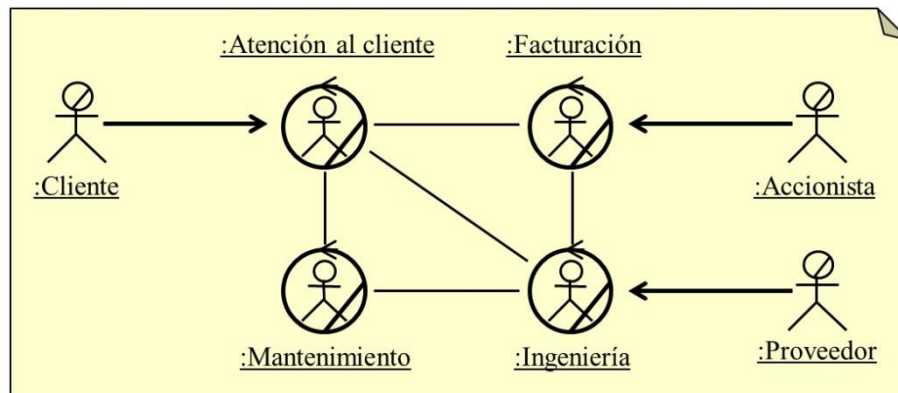 :Atención al cliente
:Facturación
:Cliente
:Accionista
:Mantenimiento
:Ingeniería
:Proveedor